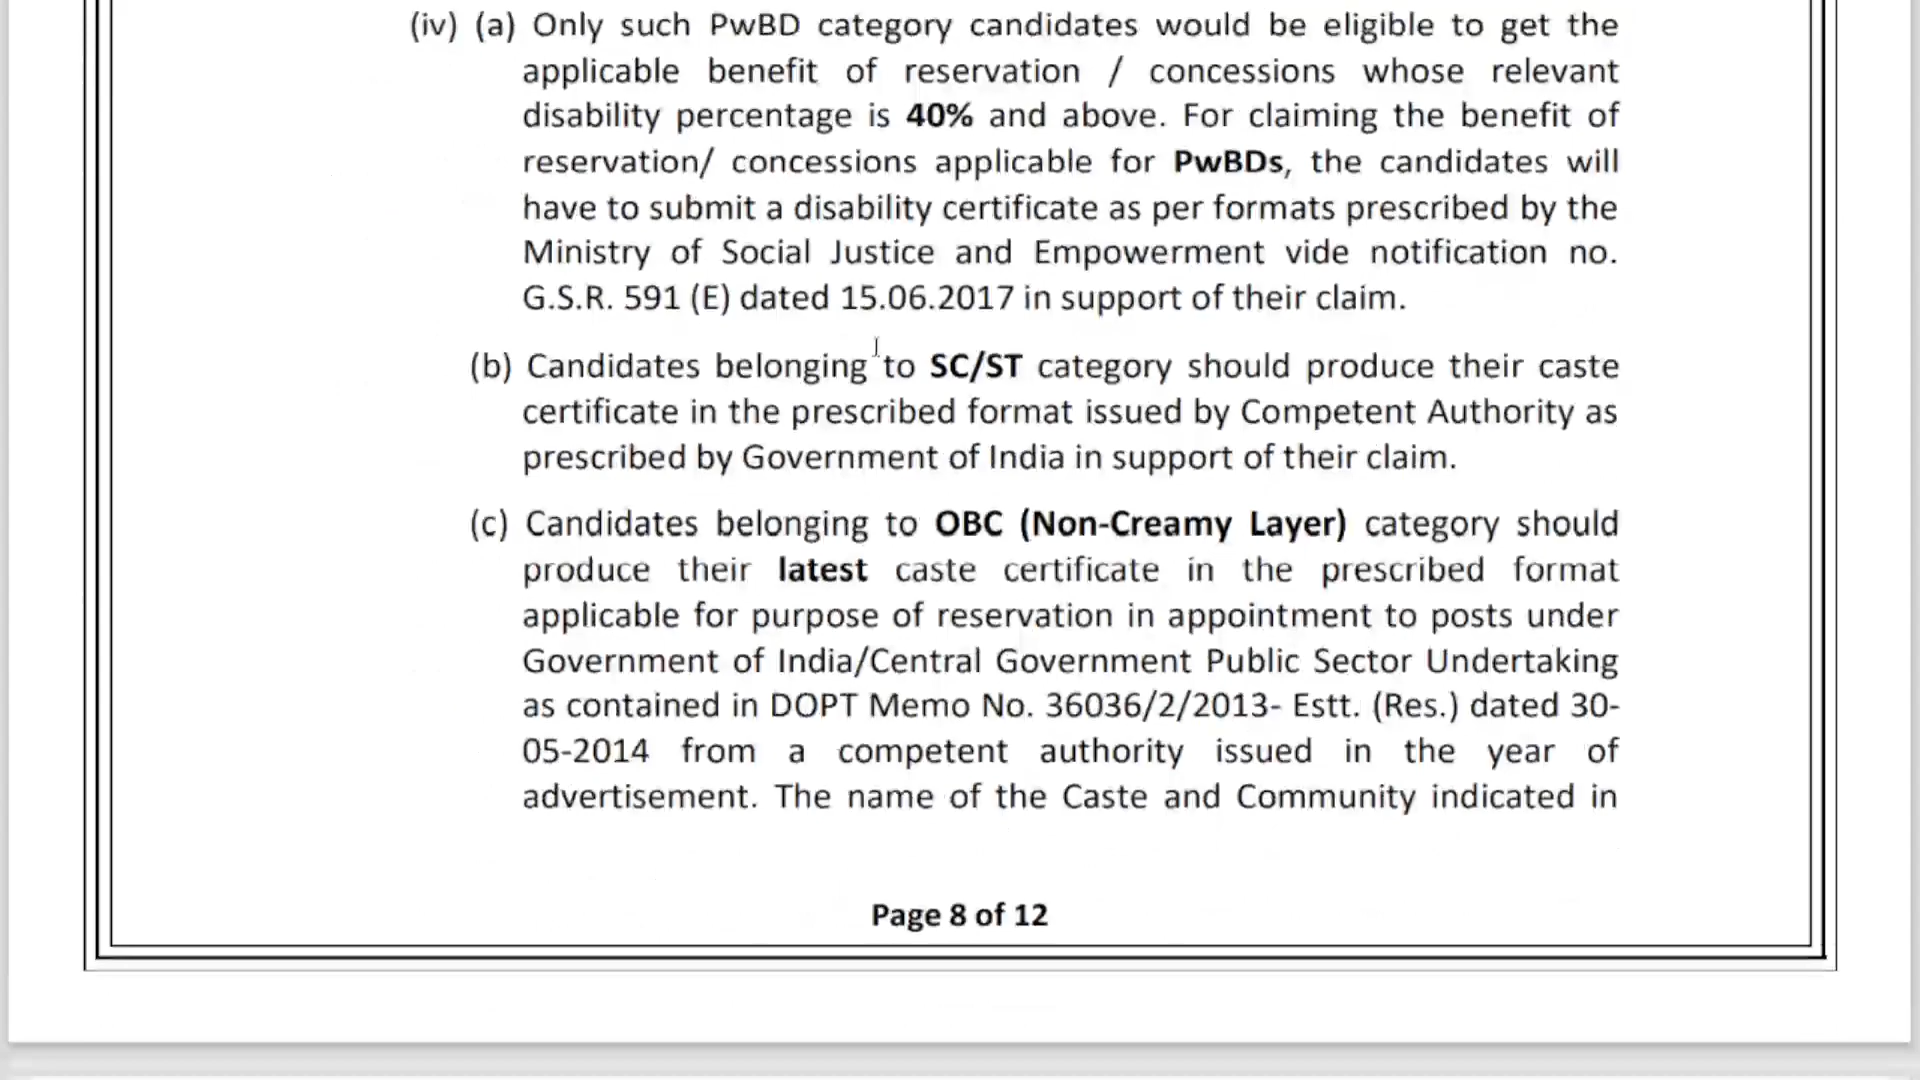 (iv) (a) Only such PwBD category candidates would be eligible to get the
applicable benefit of reservation / concessions whose relevant
disability percentage is 40% and above. For claiming the benefit of
reservation/ concessions applicable for PwBDs, the candidates will
have to submit a disability certificate as per formats prescribed by the
Ministry of Social Justice and Empowerment vide notification no.
G.S.R. 591 (E) dated 15.06.2017 in support of their claim.
(b) Candidates belonging to SC/ST category should produce their caste
certificate in the prescribed format issued by Competent Authority as
prescribed by Government of India in support of their claim.
(c) Candidates belonging to OBC (Non-Creamy Layer) category should
produce their latest caste certificate in the prescribed format
applicable for purpose of reservation in appointment to posts under
Government of India/Central Government Public Sector Undertaking
as contained in DOPT Memo No. 36036/2/2013- Estt. (Res.) dated 30-
05-2014 from a competent authority issued in the year of
advertisement. The name of the Caste and Community indicated in
Page 8 of 12